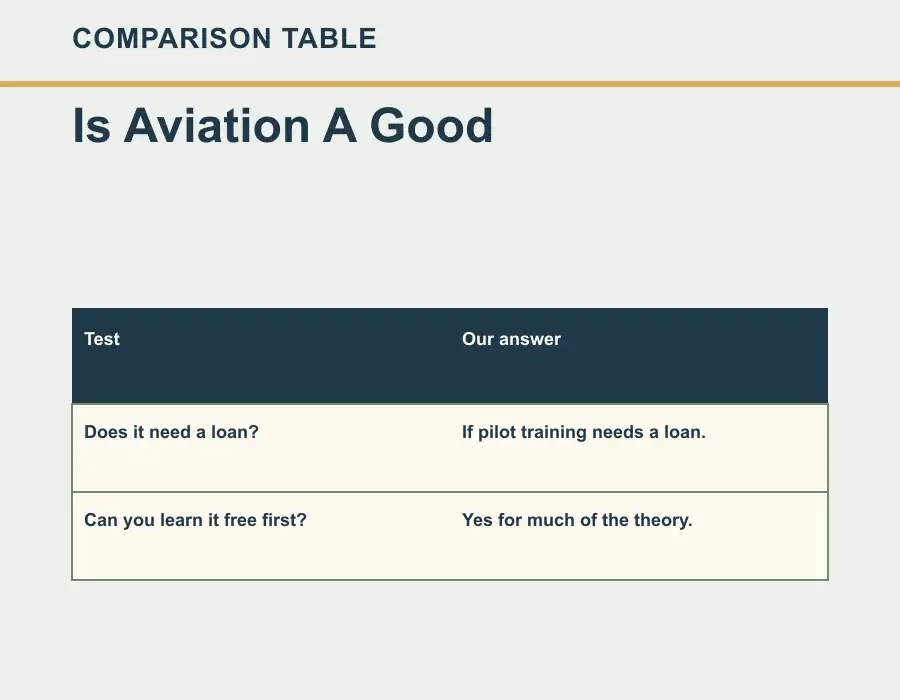 COMPARISON TABLE
Is Aviation A Good
Test Our answer
Does it need a loan? If pilot training needs a loan.
Can you learn it free first? Yes for much of the theory.